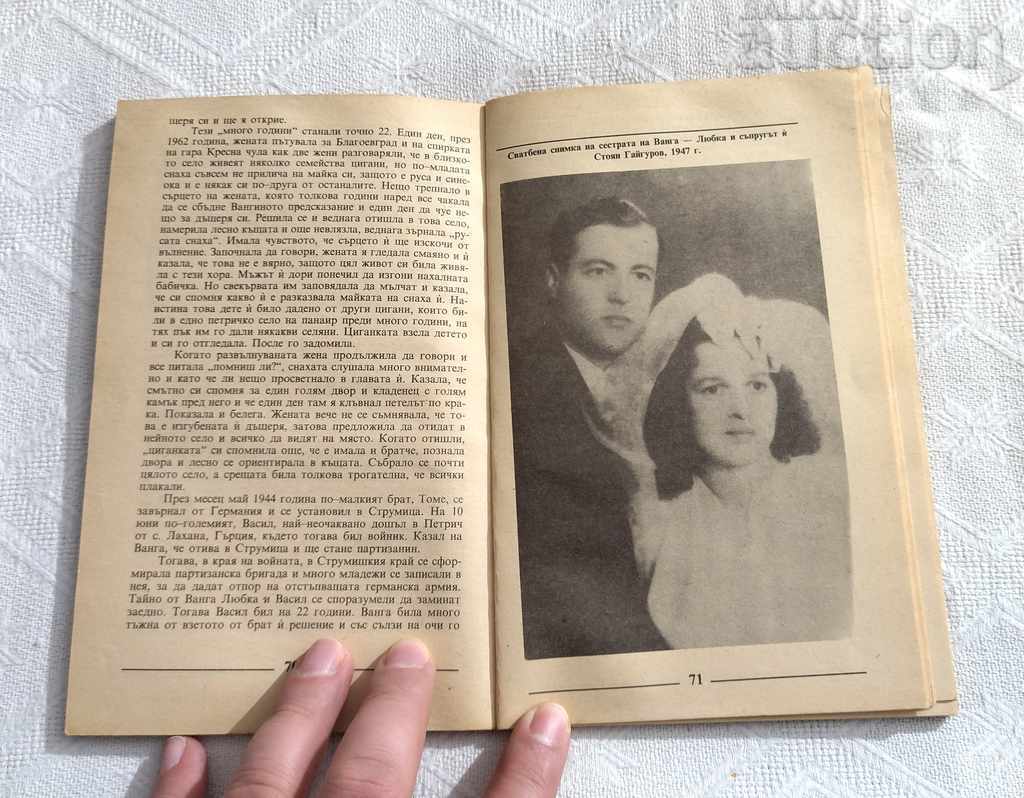 щеря си и ще я открие.
Тези „много години“ станали точно 22. Един ден, през
1962 година, жената пътувала за Благоевград и на спирката
на гара Кресна чула как две жени разговаряли, че в близко-
то село живеят няколко семейства цигани, но по–младата
снаха съвсем не прилича на майка си, защото е руса и сине-
ока и е някак си по–друга от останалите. Нещо трепнало в
сърцето на жената, която толкова години наред все чакала
да се сбъдне Вангиното предсказание и един ден да чуе не-
що за дъщеря си. Решила се и веднага отишла в това село,
намерила лесно къщата и още невлязла, веднага зърнала „ру-
сата снаха“. Имала чувството, че сърцето ѝ ще изскочи от
вълнение. Започнала да говори, жената я гледала смаяно и ѝ
казала, че това не е вярно, защото цял живот си била живя-
ла с тези хора. Мъжът ѝ дори понечил да изгони нахалната
бабичка. Но свекървата им заповядала да мълчат и казала,
че си спомня какво ѝ е разказвала майката на снаха ѝ. На-
истина това дете ѝ било дадено от други цигани, които би-
ли в едно петричко село на панаир преди много години, на
тях пък им го дали някакви селяни. Циганката взела детето
и си го отгледала. После го задомила.
Когато развълнуваната жена продължила да говори и
все питала „помниш ли?“, снахата слушала много внимател-
но и като че ли нещо просветнало в главата ѝ. Казала, че
смътно си спомня за един голям двор и кладенец с голям
камък пред него и че един ден там я клъвнал петелът по кра-
ка. Показала и белега. Жената вече не се съмнявала, че то-
ва е изгубената ѝ дъщеря, затова предложила да отидат в
нейното село и всичко да видят на място. Когато отишли,
„циганката“ си спомнила още, че е имала и братче, познала
двора и лесно се ориентирала в къщата. Събрало се почти
цялото село, а срещата била толкова трогателна, че всички
плакали.
През месец май 1944 година по–малкият брат, Томе, се
завърнал от Германия и се установил в Струмица. На 10
юни по–големият, Васил, най–неочаквано дошъл в Петрич
от с. Лахана, Гърция, където тогава бил войник. Казал на
Ванга, че отива в Струмица и ще стане партизанин.
Тогава, в края на войната, в Струмишкия край се сфор-
мирала партизанска бригада и много младежи се записали в
нея, за да дадат отпор на отстъпващата германска армия.
Тайно от Ванга Любка и Васил се споразумели да заминат
заедно. Тогава Васил бил на 22 години. Ванга била много
тъжна от взетото от брат ѝ решение и със сълзи на очи го
Сватбена снимка на сестрата на Ванга — Любка и съпругът ѝ
Стоян Гайгуров, 1947 г.
71
auction